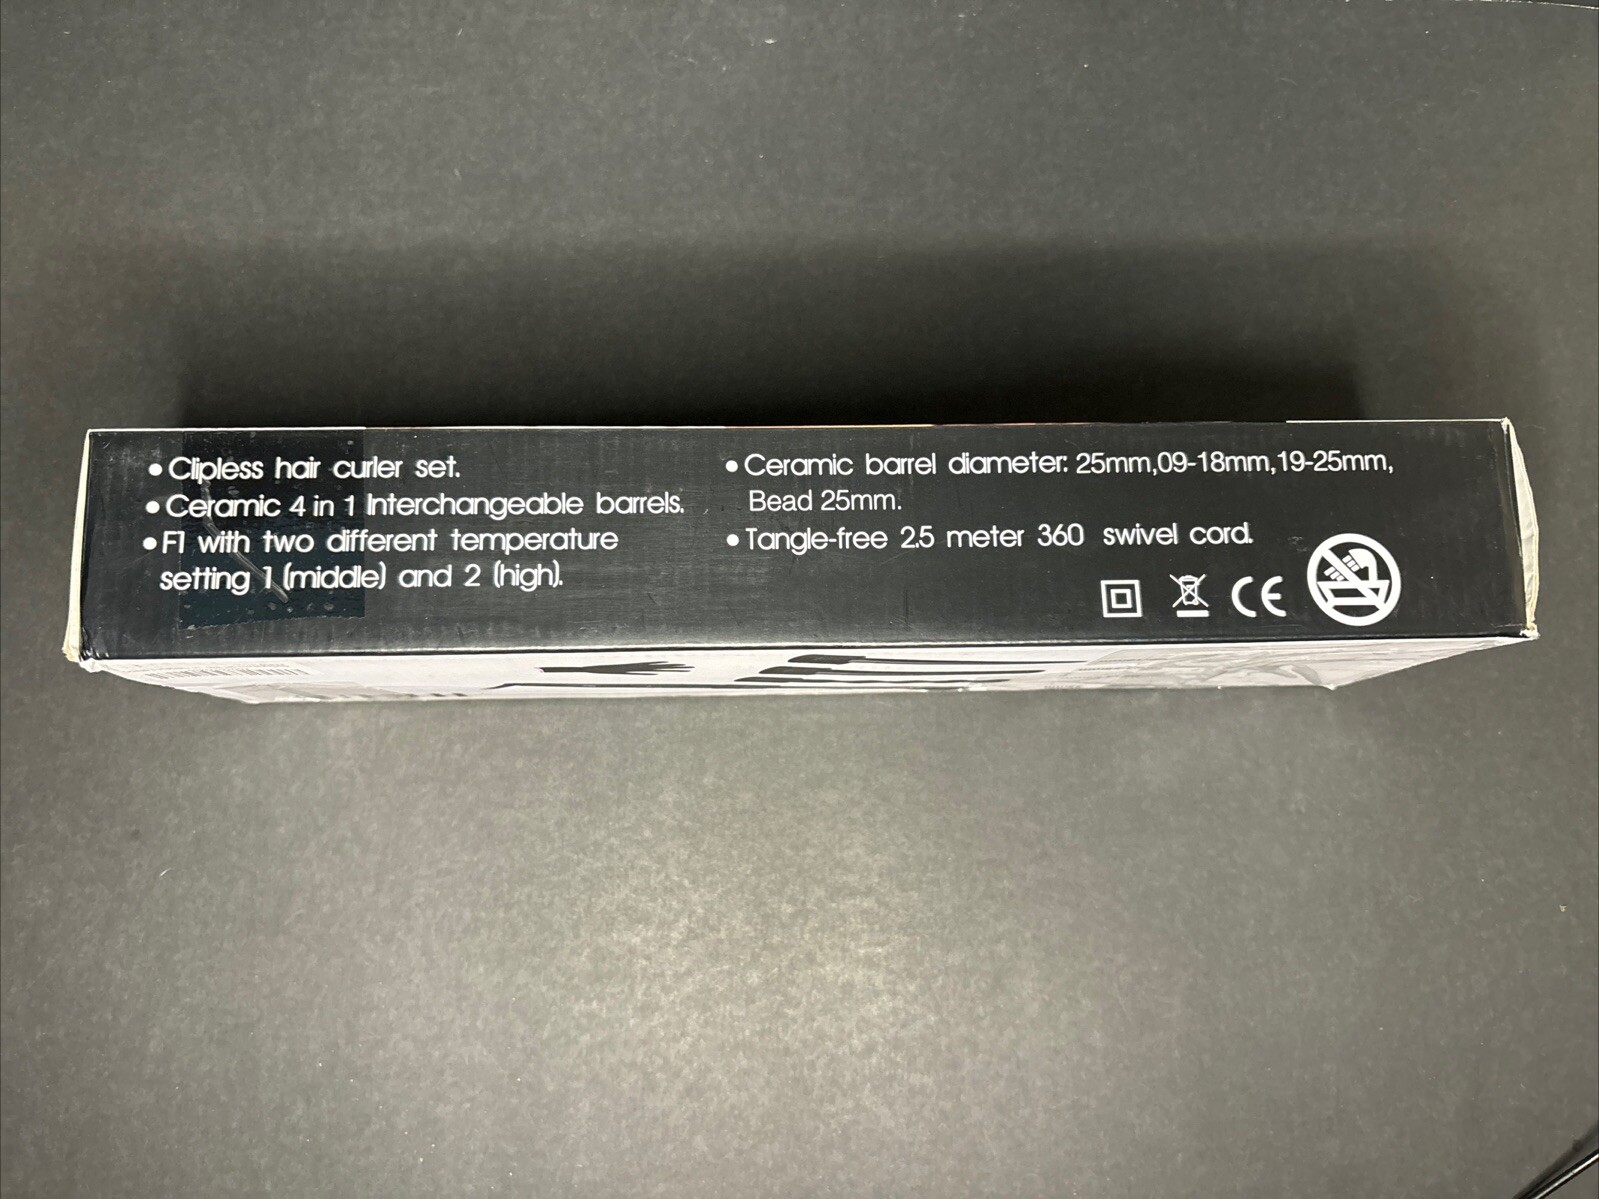 • Clipless hair curler set.
• Ceramic 4 in 1 Interchangeable barrels.
• F1 with two different temperature
setting 1 (middle) and 2 (high).
• Ceramic barrel diameter: 25mm,09-18mm,19-25mm,
Bead 25mm.
• Tangle-free 2.5 meter 360 swivel cord.
CE